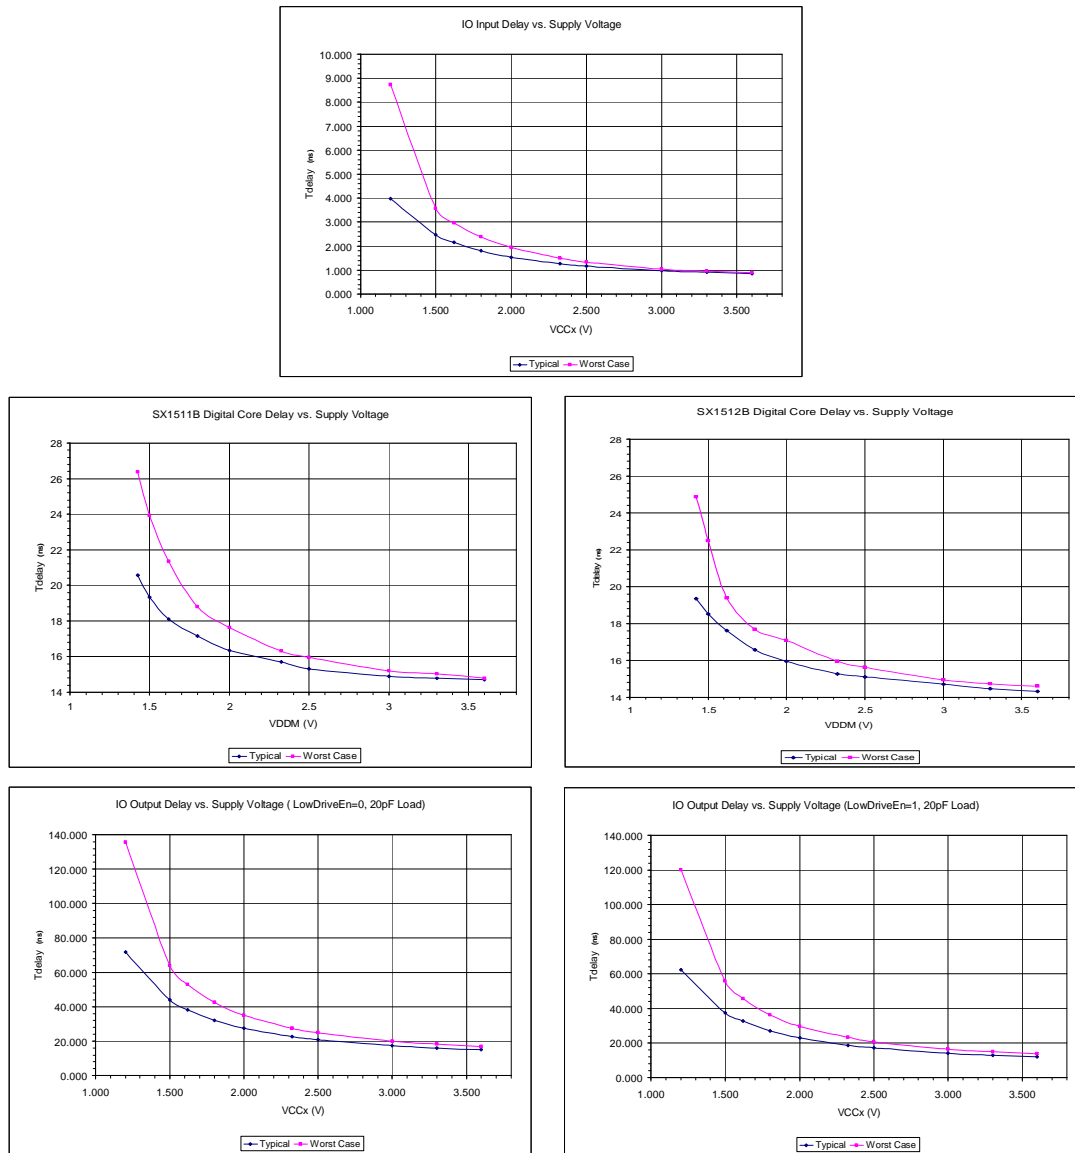 IO Input Delay vs. Supply Voltage
10.000
9.000
8.000
7.000
6.000
5.000
4.000
3.000
2.000
1.000
0.000
Tdelay (ns)
1.000 1.500 2.000 2.500 3.000 3.500
VCCx (V)
Typical Worst Case
SX1511B Digital Core Delay vs. Supply Voltage
28
26
24
22
20
18
16
14
Tdelay (ns)
1 1.5 2 2.5 3 3.5
VDDM (V)
Typical Worst Case
SX1512B Digital Core Delay vs. Supply Voltage
28
26
24
22
20
18
16
14
Tdelay (ns)
1 1.5 2 2.5 3 3.5
VDDM (V)
Typical Worst Case
IO Output Delay vs. Supply Voltage ( LowDriveEn=0, 20pF Load)
140.000
120.000
100.000
80.000
60.000
40.000
20.000
0.000
Tdelay (ns)
1.000 1.500 2.000 2.500 3.000 3.500
VCCx (V)
Typical Worst Case
IO Output Delay vs. Supply Voltage (LowDriveEn=1, 20pF Load)
140.000
120.000
100.000
80.000
60.000
40.000
20.000
0.000
Tdelay (ns)
1.000 1.500 2.000 2.500 3.000 3.500
VCCx (V)
Typical Worst Case